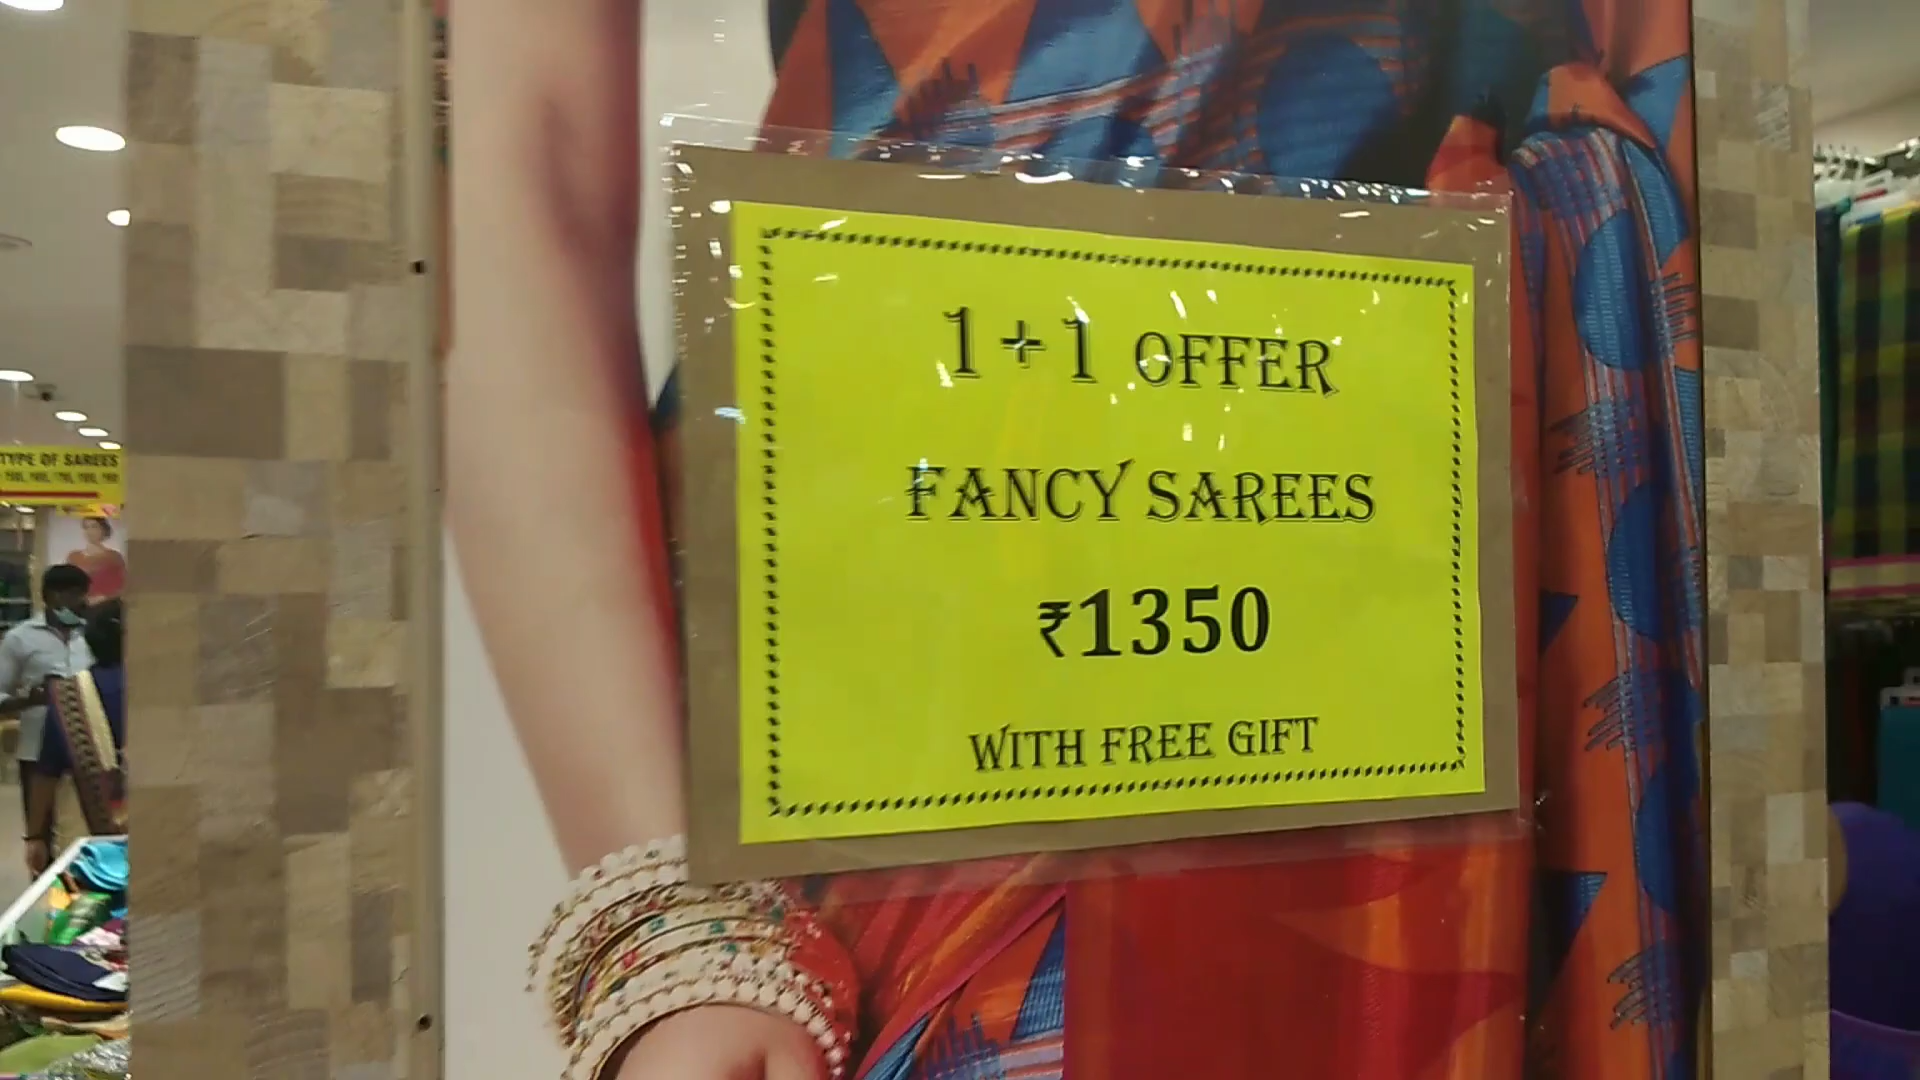 1+1 OFFER
FANCY SAREES
₹1350
WITH FREE GIFT
TYPE OF SAREES